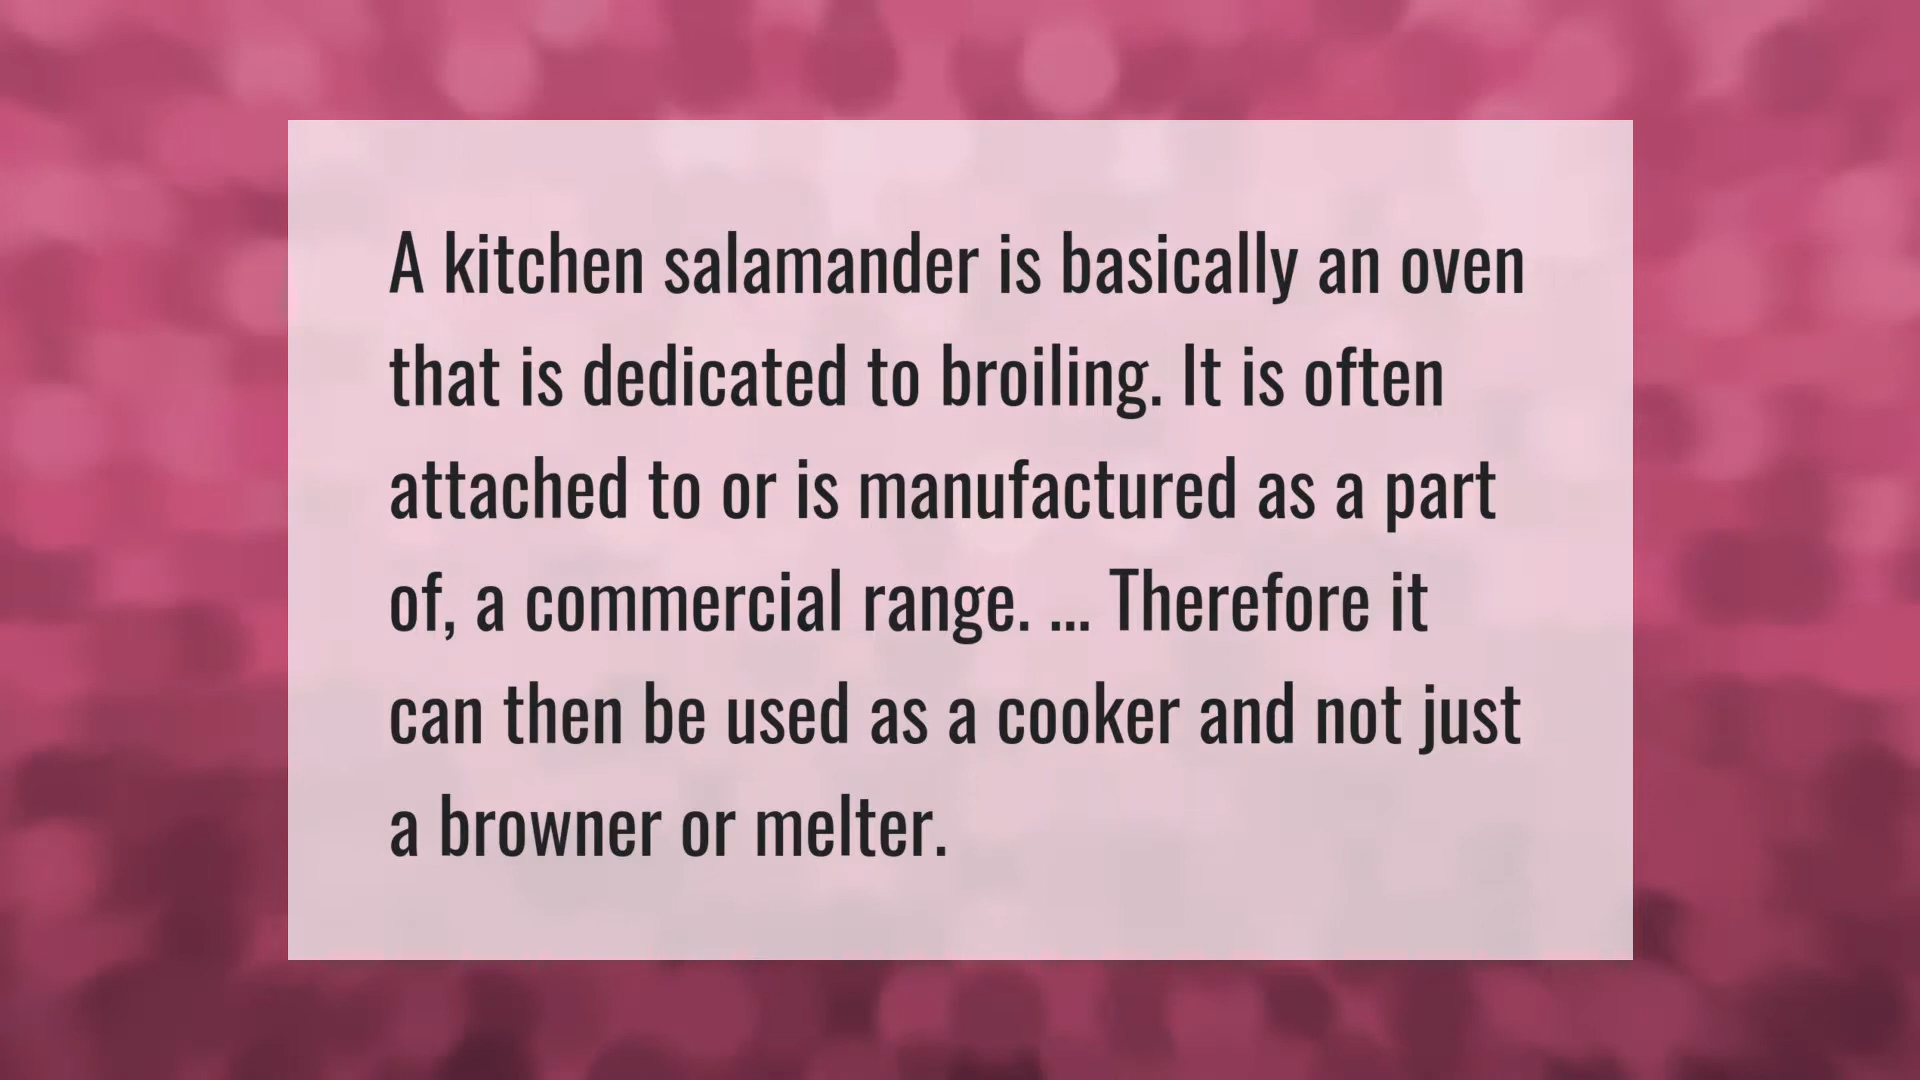 A kitchen salamander is basically an oven
that is dedicated to broiling. It is often
attached to or is manufactured as a part
of, a commercial range. ... Therefore it
can then be used as a cooker and not just
a browner or melter.